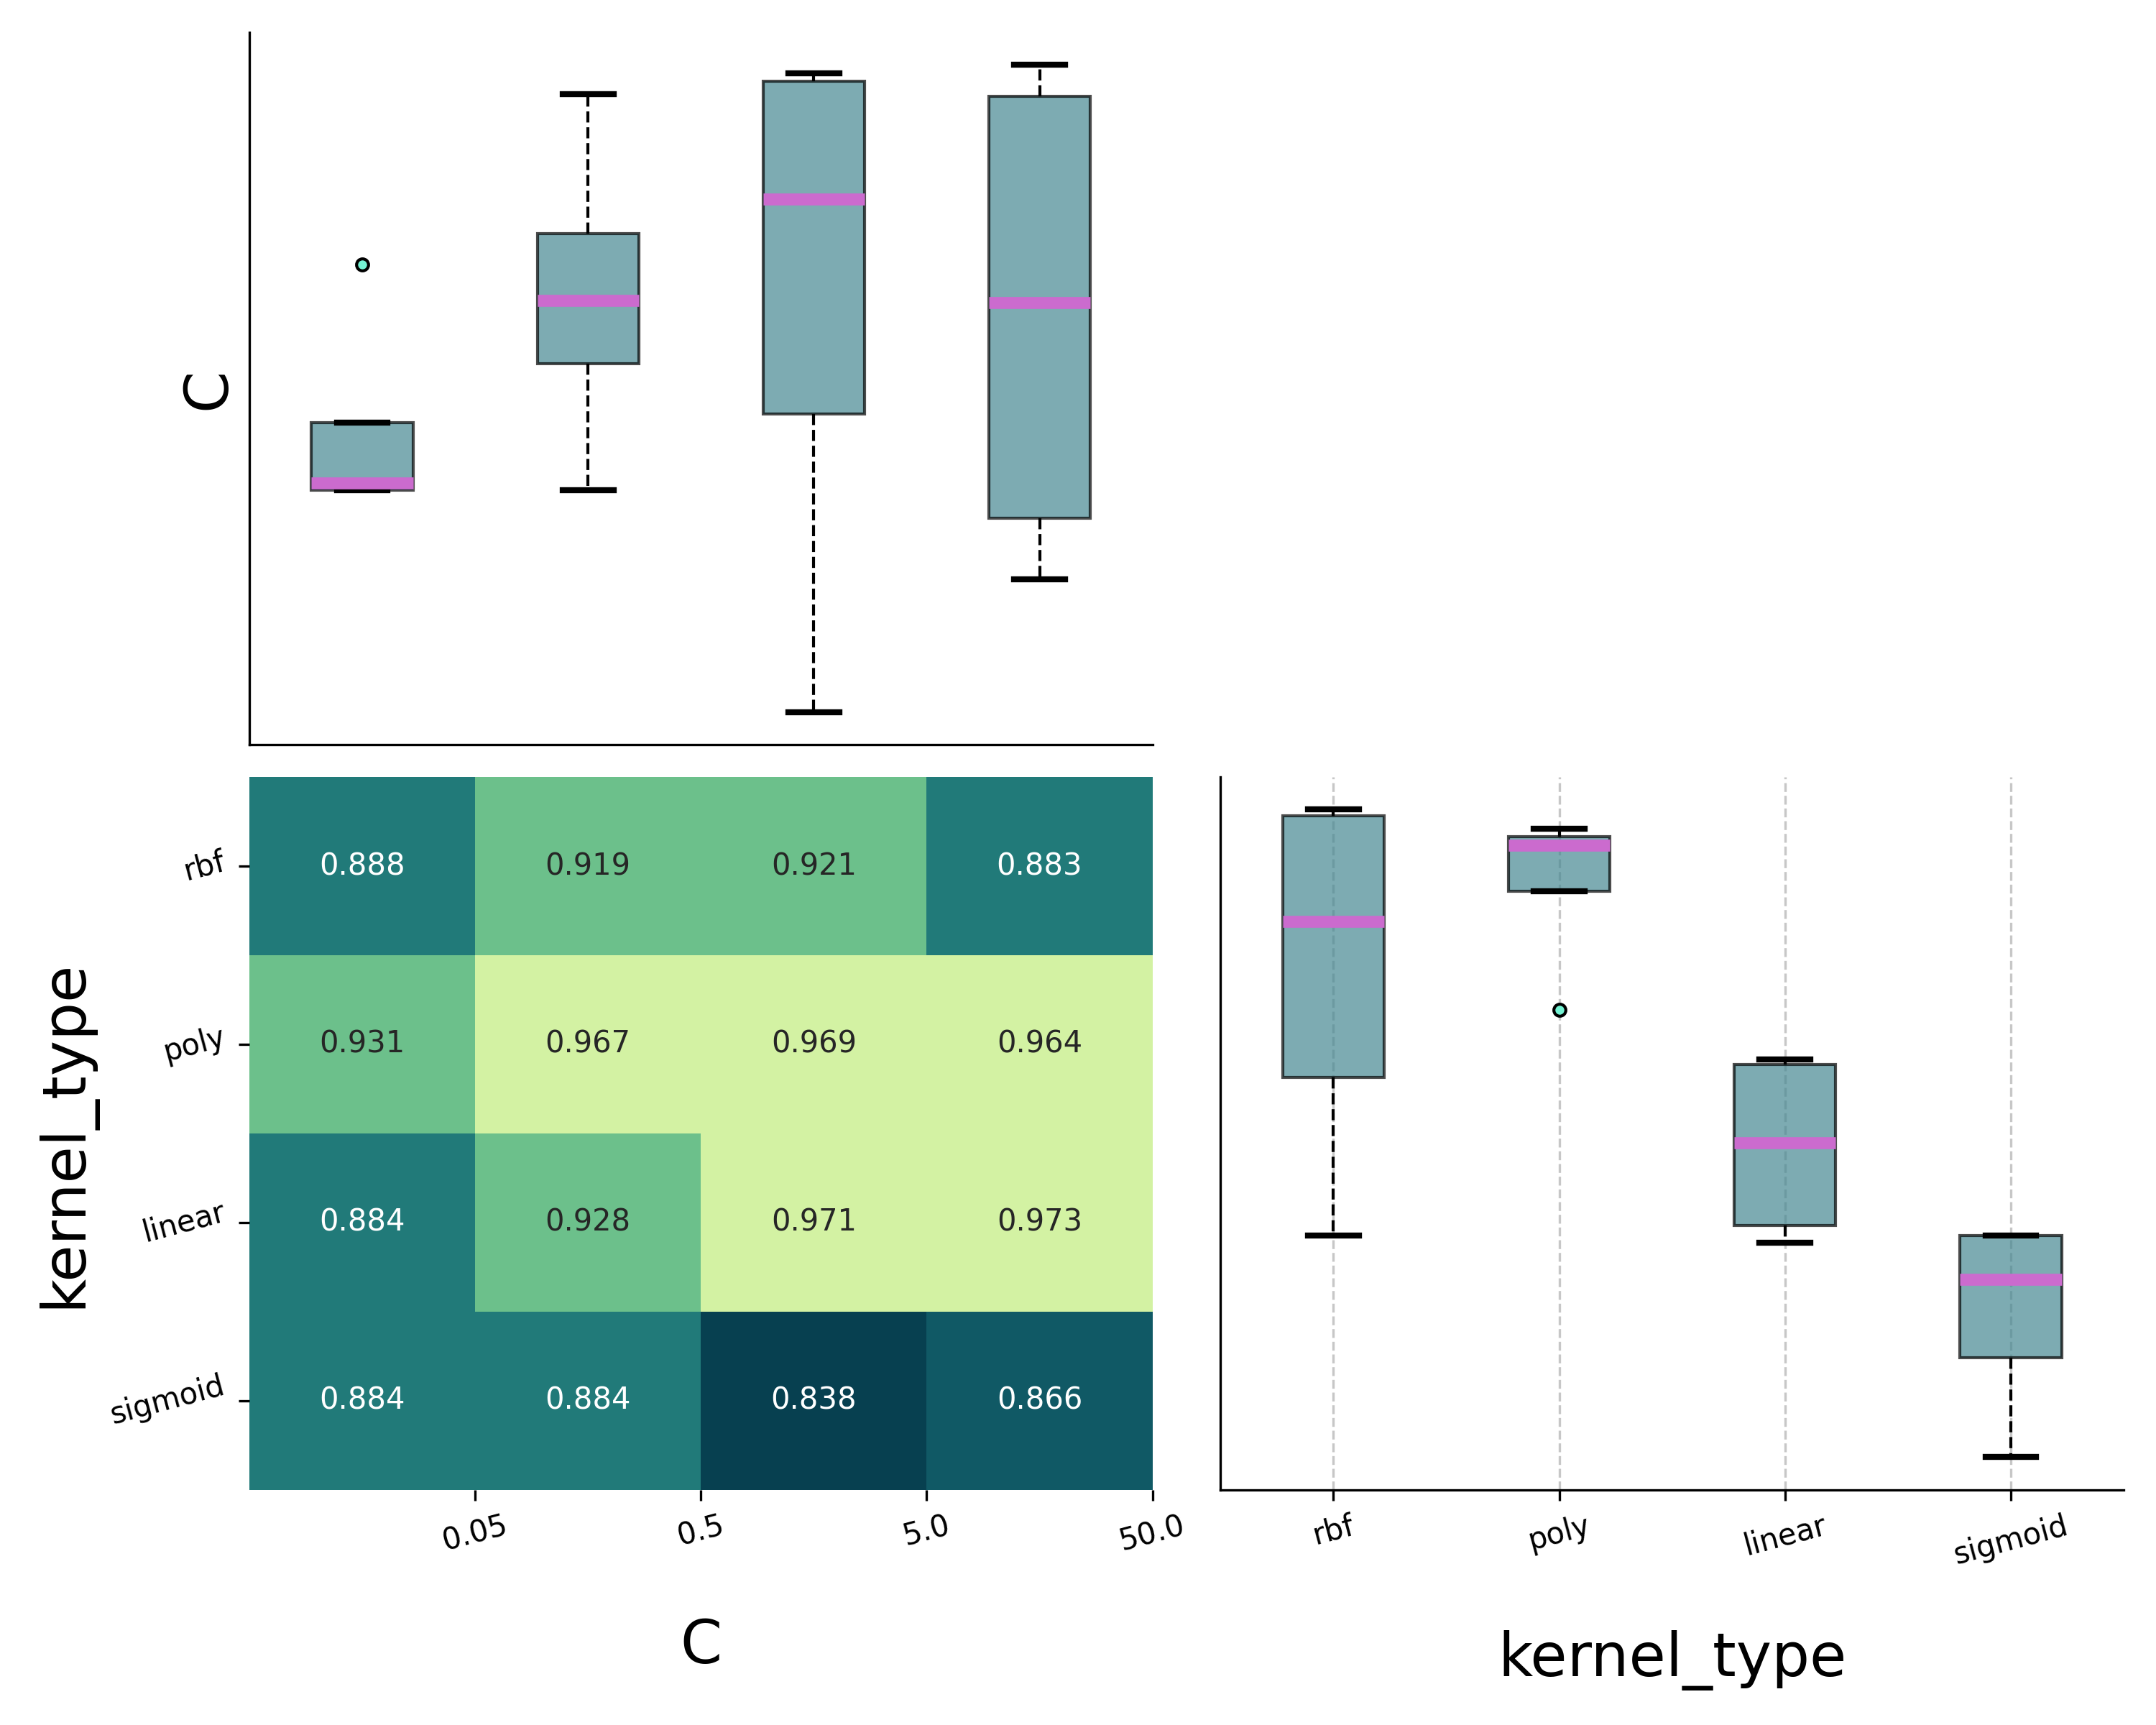 C
kernel_type
rbf 0.888 0.919 0.921 0.883
poly 0.931 0.967 0.969 0.964
linear 0.884 0.928 0.971 0.973
sigmoid 0.884 0.884 0.838 0.866
0.05 0.5 5.0 50.0
C
rbf poly linear sigmoid
kernel_type